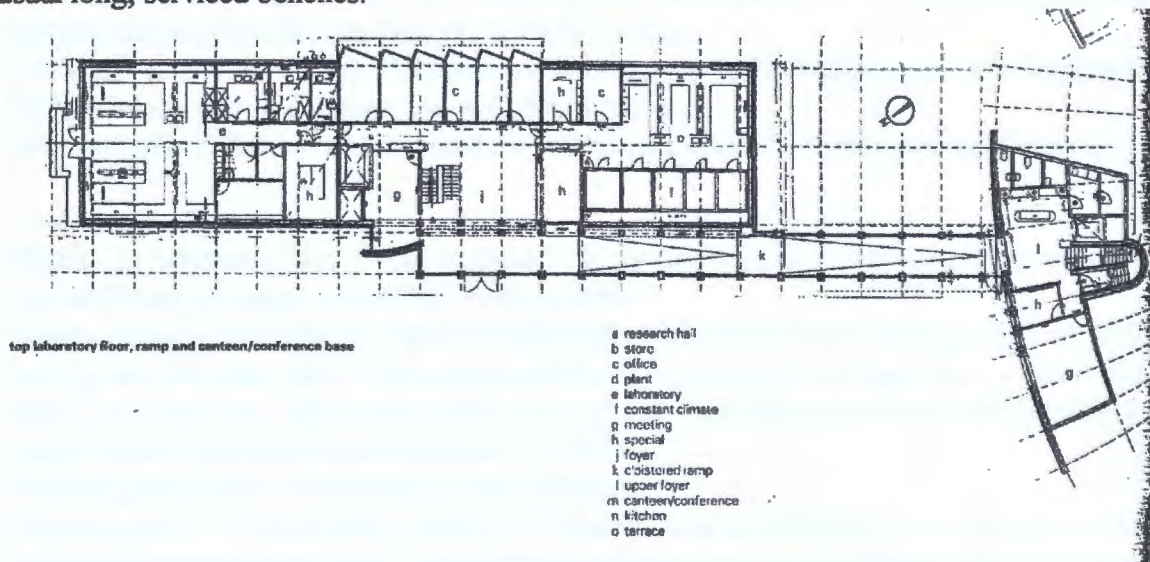 usual long, serviced benches.
c
h
c
e
e
h
g
j
h
f
k
l
h
g
top laboratory floor, ramp and canteen/conference base
a research hall
b store
c office
d plant
e laboratory
f constant climate
g meeting
h special
j foyer
k cloistered ramp
l upper foyer
m canteen/conference
n kitchen
o terrace